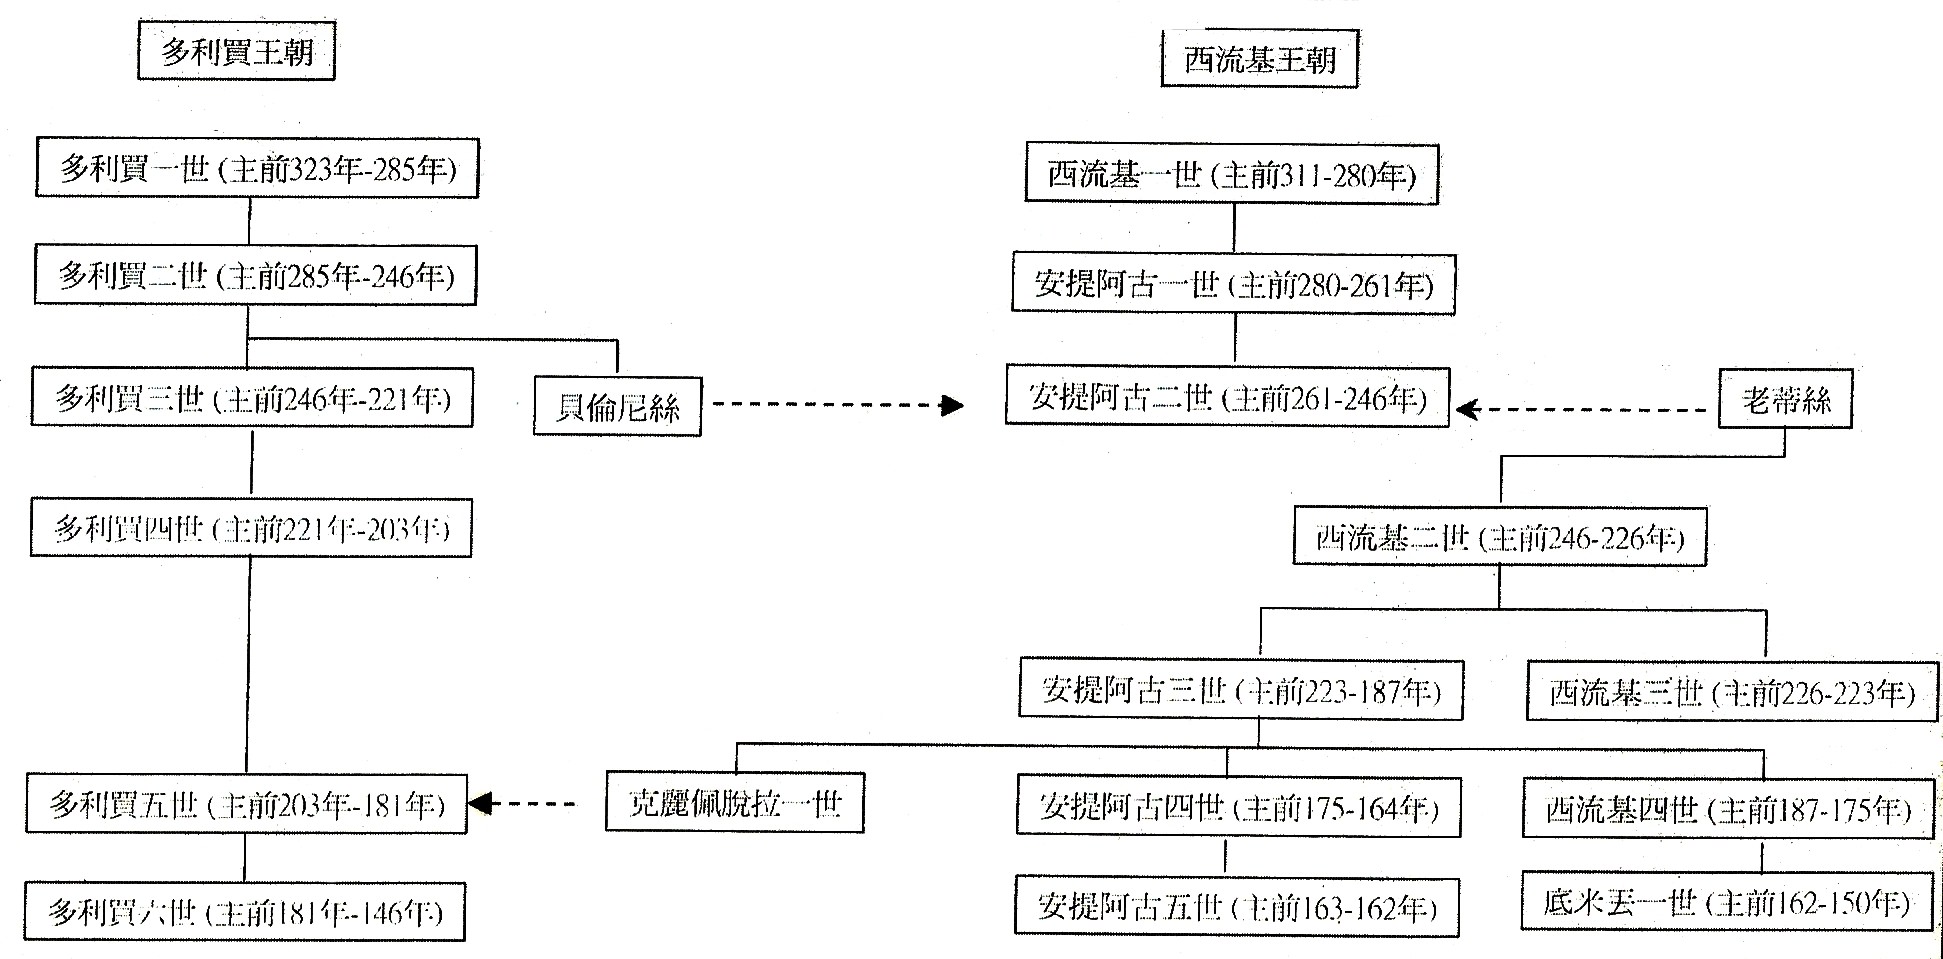 多利買王朝
西流基王朝
多利買一世 (主前323年-285年)
西流基一世 (主前311-280年)
多利買二世 (主前285年-246年)
安提阿古一世 (主前280-261年)
多利買三世 (主前246年-221年)
貝倫尼絲
安提阿古二世 (主前261-246年)
老蒂絲
多利買四世 (主前221年-203年)
西流基二世 (主前246-226年)
安提阿古三世 (主前223-187年)
西流基三世 (主前226-223年)
多利買五世 (主前203年-181年)
克麗佩脫拉一世
安提阿古四世 (主前175-164年)
西流基四世 (主前187-175年)
多利買六世 (主前181年-146年)
安提阿古五世 (主前163-162年)
底米丟一世 (主前162-150年)